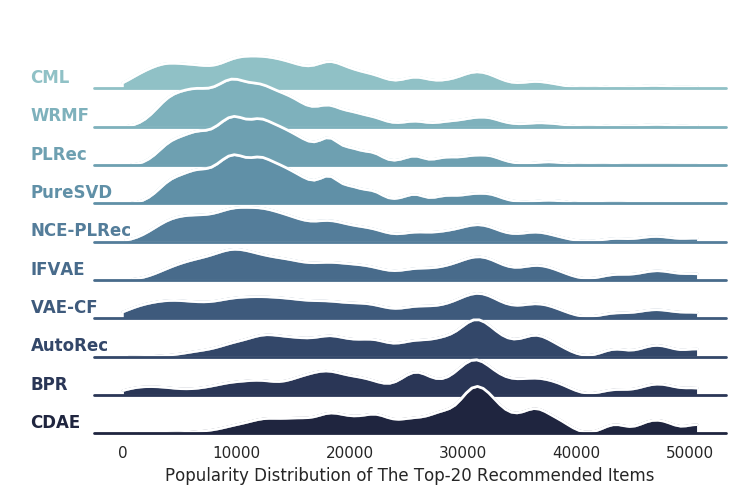 CML
WRMF
PLRec
PureSVD
NCE-PLRec
IFVAE
VAE-CF
AutoRec
BPR
CDAE
0 10000 20000 30000 40000 50000
Popularity Distribution of The Top-20 Recommended Items